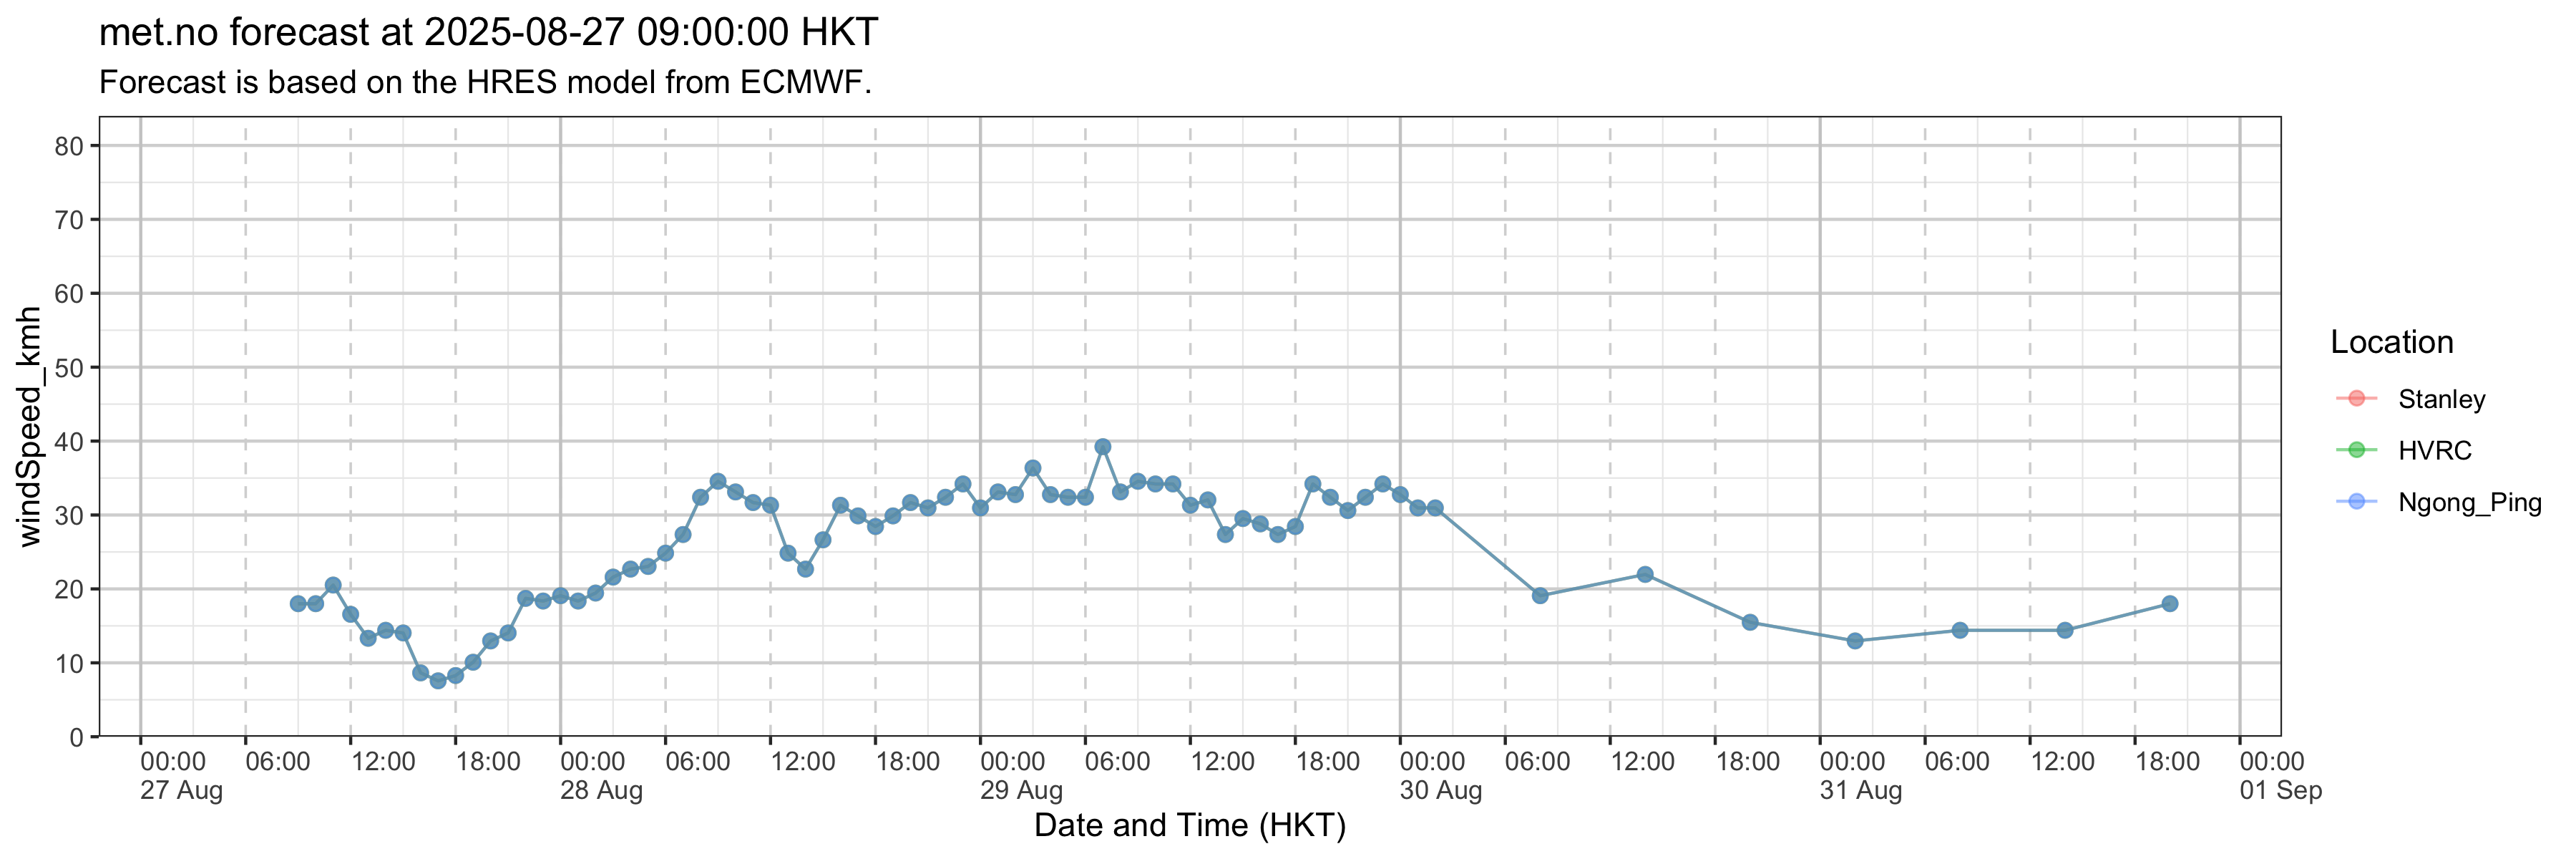 met.no forecast at 2025-08-27 09:00:00 HKT
Forecast is based on the HRES model from ECMWF.
windSpeed_kmh
80
70
60
50
40
30
20
10
0
00:00 06:00 12:00 18:00 00:00 06:00 12:00 18:00 00:00 06:00 12:00 18:00 00:00 06:00 12:00 18:00 00:00 06:00 12:00 18:00 00:00
27 Aug 28 Aug 29 Aug 30 Aug 31 Aug 01 Sep
Date and Time (HKT)
Location
Stanley
HVRC
Ngong_Ping